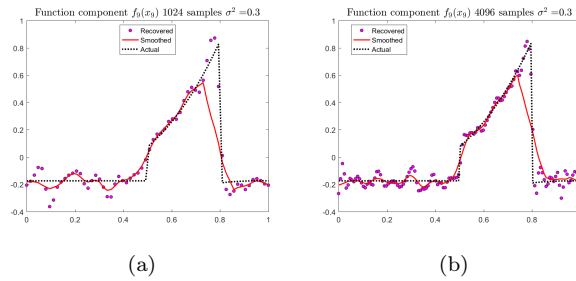 Function component f₉(x₉) 1024 samples σ² =0.3
Recovered
Smoothed
Actual
1
0.8
0.6
0.4
0.2
0
-0.2
-0.4
0 0.2 0.4 0.6 0.8 1
(a)
Function component f₉(x₉) 4096 samples σ² =0.3
Recovered
Smoothed
Actual
1
0.8
0.6
0.4
0.2
0
-0.2
-0.4
0 0.2 0.4 0.6 0.8
(b)